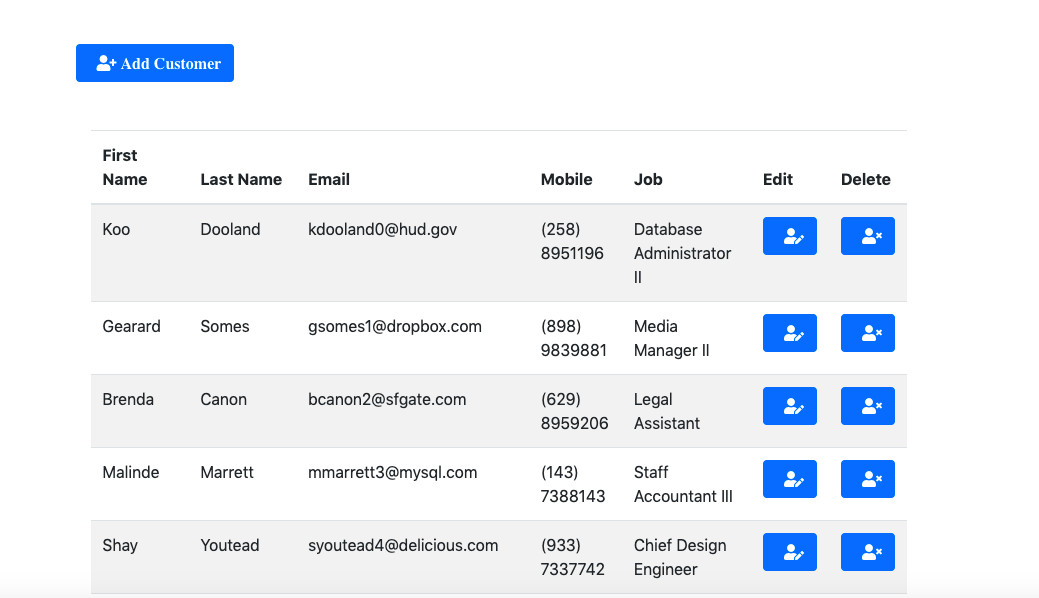 Add Customer
First Name Last Name Email Mobile Job Edit Delete
Koo Dooland kdooland0@hud.gov (258) 8951196 Database Administrator II
Gearard Somes gsomes1@dropbox.com (898) 9839881 Media Manager II
Brenda Canon bcanon2@sfgate.com (629) 8959206 Legal Assistant
Malinde Marrett mmarrett3@mysql.com (143) 7388143 Staff Accountant III
Shay Youtead syoutead4@delicious.com (933) 7337742 Chief Design Engineer